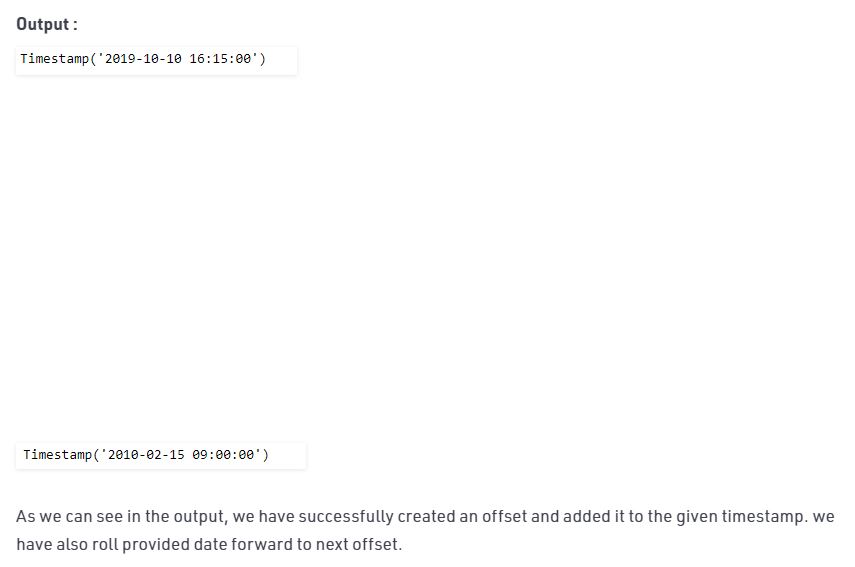 Output :
Timestamp('2019-10-10 16:15:00')
Timestamp('2010-02-15 09:00:00')
As we can see in the output, we have successfully created an offset and added it to the given timestamp. we
have also roll provided date forward to next offset.